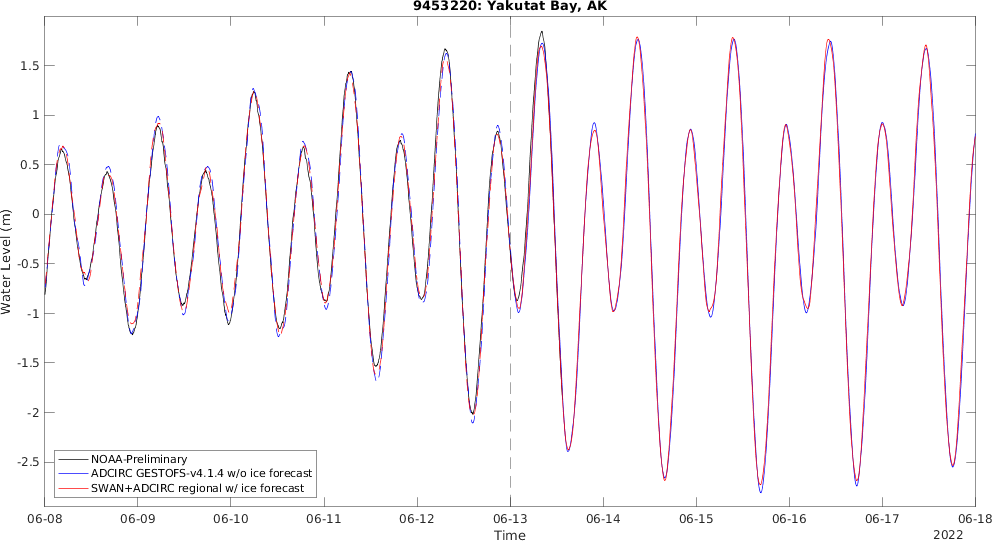 9453220: Yakutat Bay, AK
Water Level (m)
1.5
1
0.5
0
-0.5
-1
-1.5
-2
-2.5
NOAA-Preliminary
ADCIRC GESTOFS-v4.1.4 w/o ice forecast
SWAN+ADCIRC regional w/ ice forecast
06-08 06-09 06-10 06-11 06-12 06-13 06-14 06-15 06-16 06-17 06-18
Time
2022